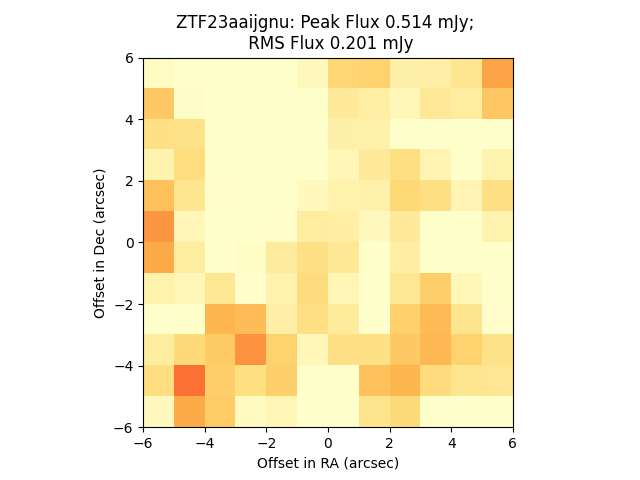 ZTF23aaijgnu: Peak Flux 0.514 mJy;
RMS Flux 0.201 mJy
6
4
2
0
−2
−4
−6
Offset in Dec (arcsec)
−6 −4 −2 0 2 4 6
Offset in RA (arcsec)